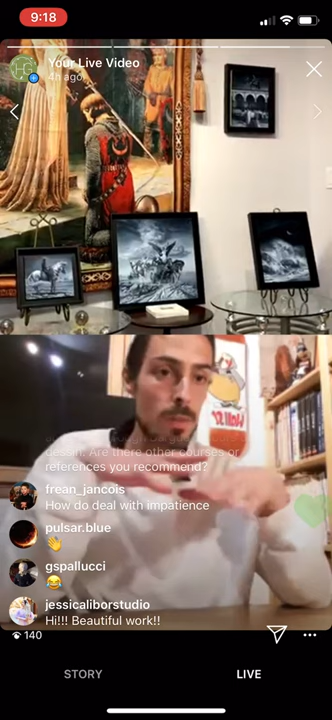 9:18
Your Live Video
4h ago
dessin. Are there other courses or
references you recommend?
frean_jancois
How do deal with impatience
pulsar.blue
👋
gspallucci
😂
jessicaliborstudio
Hi!!! Beautiful work!!
140
STORY LIVE